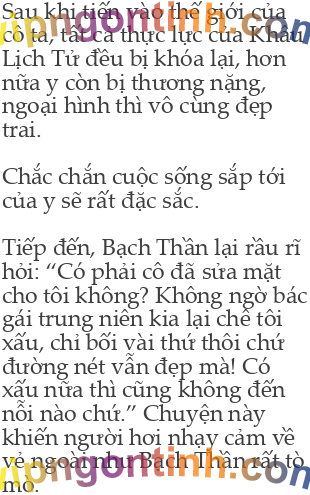 Sau khi tiến vào thế giới của
cô ta, tất cả thực lực của Khấu
Lịch Tử đều bị khóa lại, hơn
nữa y còn bị thương nặng,
ngoại hình thì vô cùng đẹp
trai.
Chắc chắn cuộc sống sắp tới
của y sẽ rất đặc sắc.
Tiếp đến, Bạch Thần lại rầu rĩ
hỏi: “Có phải cô đã sửa mặt
cho tôi không? Không ngờ bác
gái trung niên kia lại chê tôi
xấu, chỉ bối vài thứ thôi chứ
đường nét vẫn đẹp mà! Có
xấu nữa thì cũng không đến
nỗi nào chứ.” Chuyện này
khiến người hơi nhạy cảm về
vẻ ngoài như Bạch Thần rất tò
mò.
vipngontinh.com
vipngontinh.com